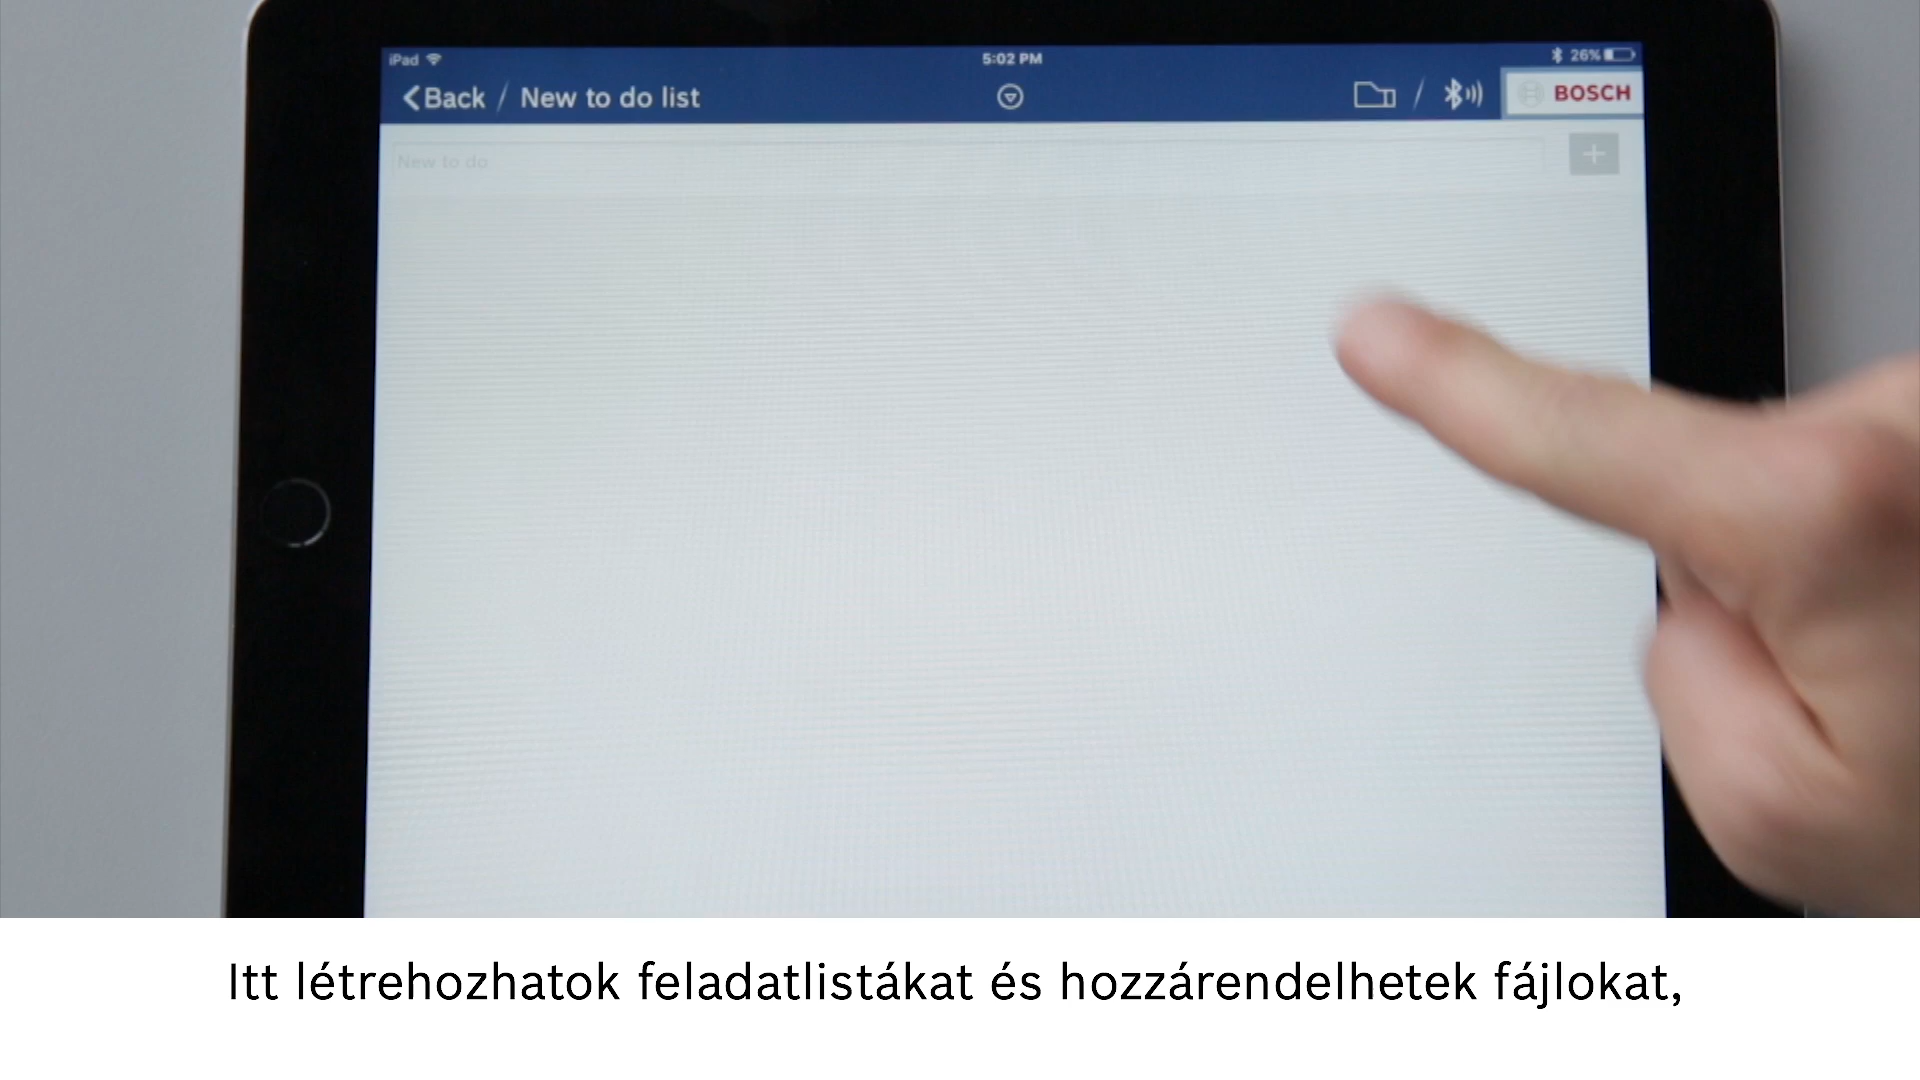 iPad
5:02 PM
26%
Back / New to do list
BOSCH
New to do
Itt létrehozhatok feladatlistákat és hozzárendelhetek fájlokat,